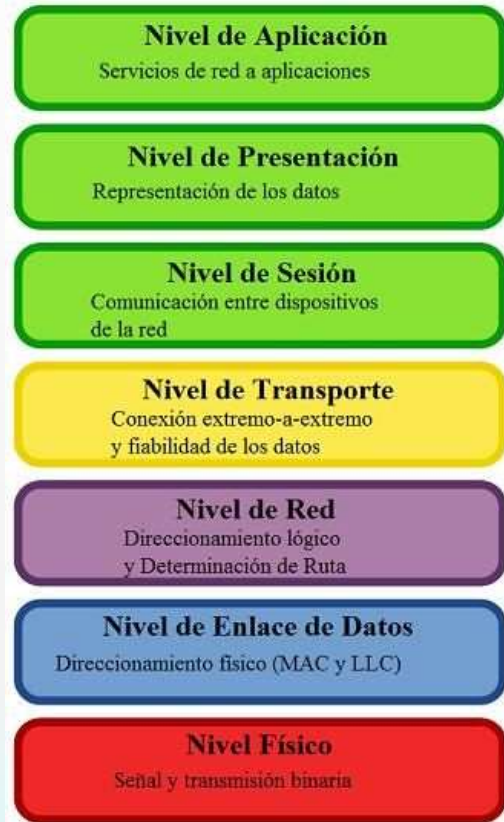 Nivel de Aplicación
Servicios de red a aplicaciones
Nivel de Presentación
Representación de los datos
Nivel de Sesión
Comunicación entre dispositivos
de la red
Nivel de Transporte
Conexión extremo-a-extremo
y fiabilidad de los datos
Nivel de Red
Direccionamiento lógico
y Determinación de Ruta
Nivel de Enlace de Datos
Direccionamiento físico (MAC y LLC)
Nivel Físico
Señal y transmisión binaria